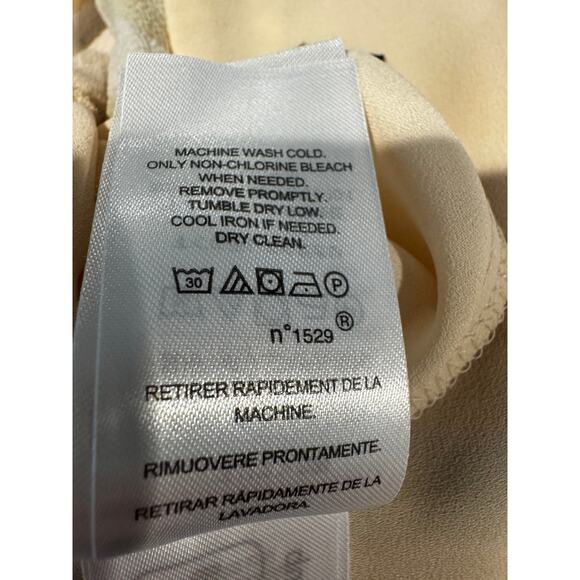 MACHINE WASH COLD.
ONLY NON-CHLORINE BLEACH
WHEN NEEDED.
REMOVE PROMPTLY.
TUMBLE DRY LOW.
COOL IRON IF NEEDED.
DRY CLEAN.
30 P
n°1529®
RETIRER RAPIDEMENT DE LA
MACHINE.
RIMUOVERE PRONTAMENTE.
RETIRAR RÁPIDAMENTE DE LA
LAVADORA.